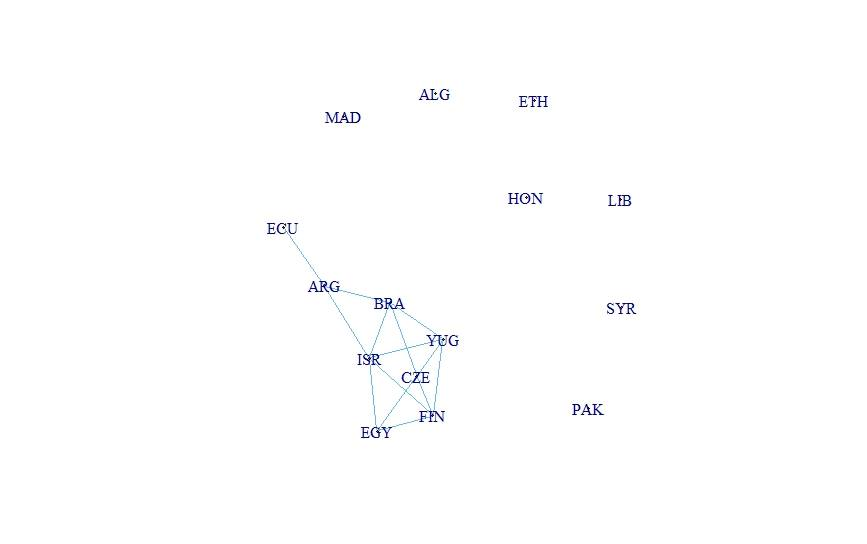 ALG
ETH
MAD
HON
LIB
ECU
ARG
BRA
SYR
YUG
ISR
CZE
PAK
FIN
EGY